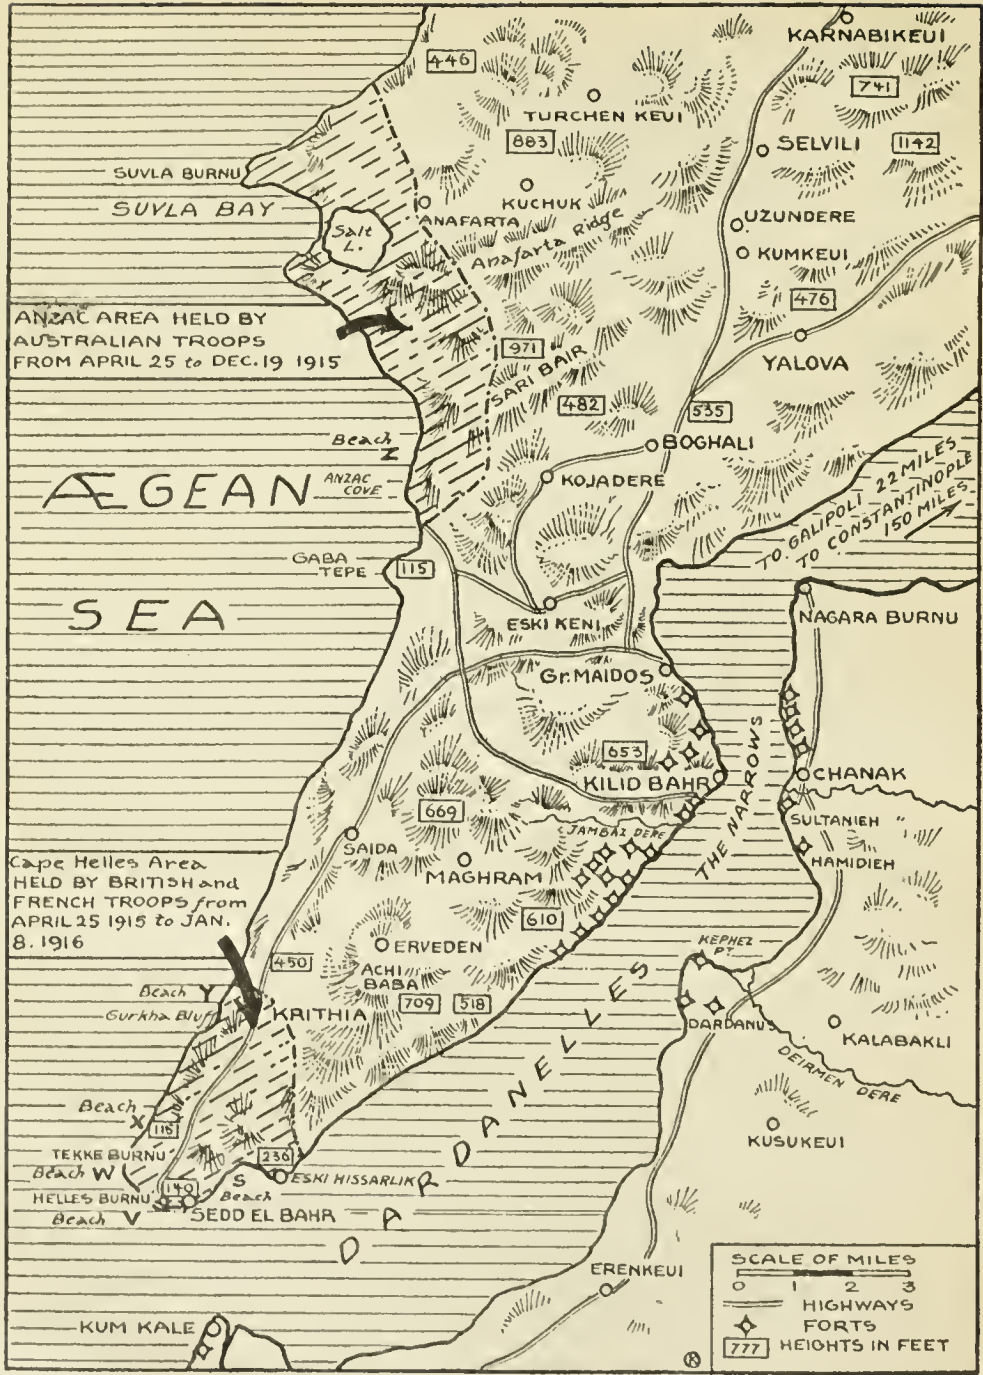 446
KARNABIKEUI
741
TURCHEN KEUI
883
SELVILI
1142
SUVLA BURNU
SUVLA BAY
KUCHUK
ANAFARTA
Anafarta Ridge
UZUNDERE
KUMKEUI
Salt
L.
476
ANZAC AREA HELD BY
AUSTRALIAN TROOPS
FROM APRIL 25 to DEC. 19 1915
971
SARI BAIR
YALOVA
482
535
Beach
Z
BOGHALI
KOJADERE
ÆGEAN
SEA
ANZAC
COVE
TO GALIPOLI 22 MILES
TO CONSTANTINOPLE
150 MILES
GABA
TEPE
115
ESKI KENI
NAGARA BURNU
Gr. MAIDOS
653
KILID BAHR
THE NARROWS
CHANAK
669
SULTANIEH
JAMBAZ DERE
HAMIDIEH
SAIDA
MAGHRAM
Cape Helles Area
HELD BY BRITISH and
FRENCH TROOPS from
APRIL 25 1915 to JAN.
8. 1916
610
ERVEDEN
KEPHEZ
PT.
450
ACHI
BABA
709
518
Beach Y
Gurkha Bluff
KRITHIA
DARDANUS
KALABAKLI
DEIRMEN DERE
DARDANELLES
Beach
X
118
KUSUKEUI
TEKKE BURNU
Beach W
236
ESKI HISSARLIK
S
Beach
HELLES BURNU
140
Beach V
SEDD EL BAHR
ERENKEUI
KUM KALE
SCALE OF MILES
0 1 2 3
HIGHWAYS
FORTS
777 HEIGHTS IN FEET